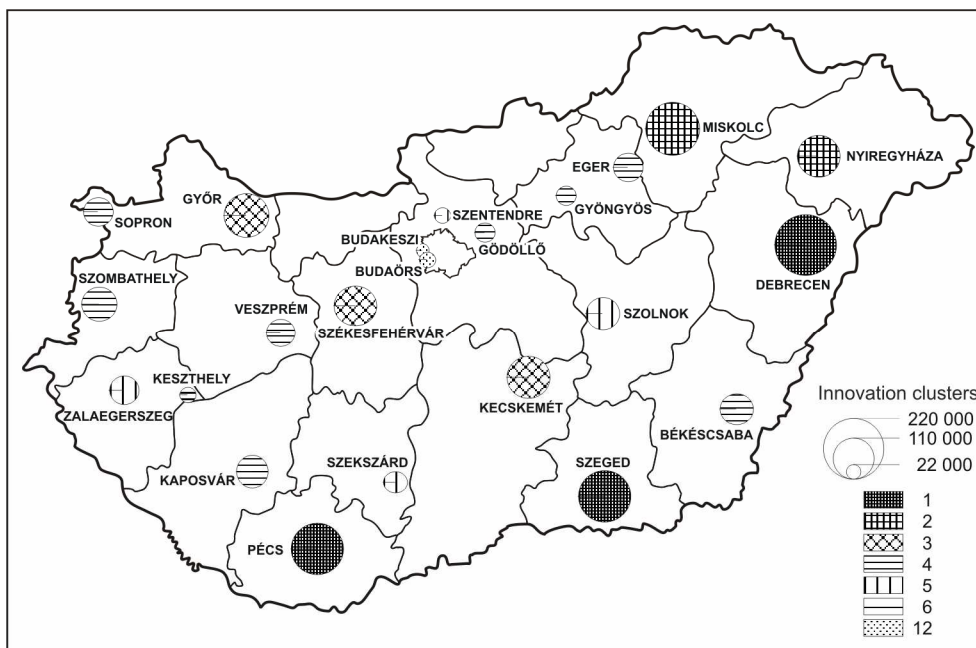 MISKOLC
EGER
NYIREGYHÁZA
GYŐR
SOPRON
GYÖNGYÖS
SZENTENDRE
BUDAKESZI
GÖDÖLLŐ
BUDAÖRS
SZOMBATHELY
DEBRECEN
VESZPRÉM
SZOLNOK
SZÉKESFEHÉRVÁR
KESZTHELY
ZALAEGERSZEG
KECSKEMÉT
BÉKÉSCSABA
SZEKSZÁRD
SZEGED
KAPOSVÁR
PÉCS
Innovation clusters
220 000
110 000
22 000
1
2
3
4
5
6
12